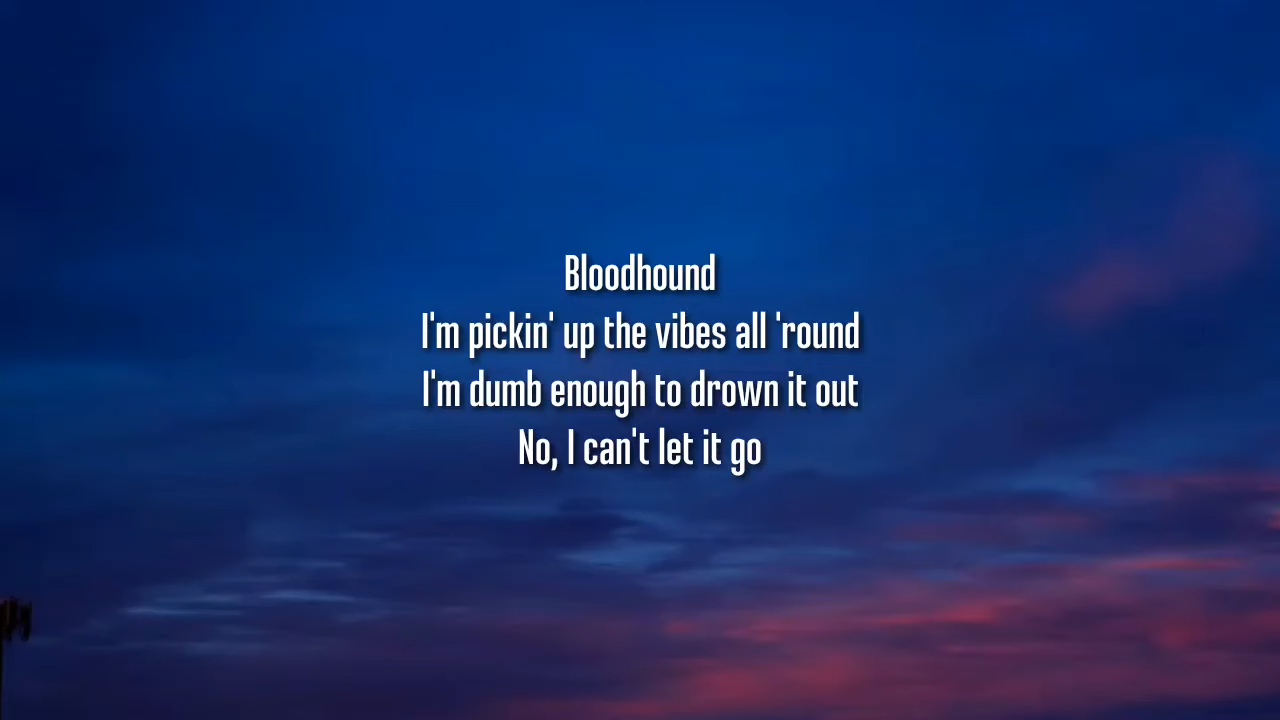 Bloodhound
I'm pickin' up the vibes all 'round
I'm dumb enough to drown it out
No, I can't let it go